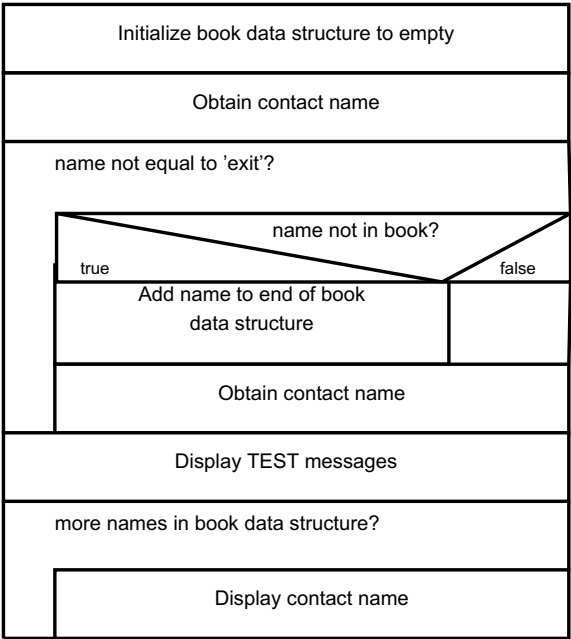 Initialize book data structure to empty
Obtain contact name
name not equal to ’exit’?
name not in book?
true
false
Add name to end of book
data structure
Obtain contact name
Display TEST messages
more names in book data structure?
Display contact name